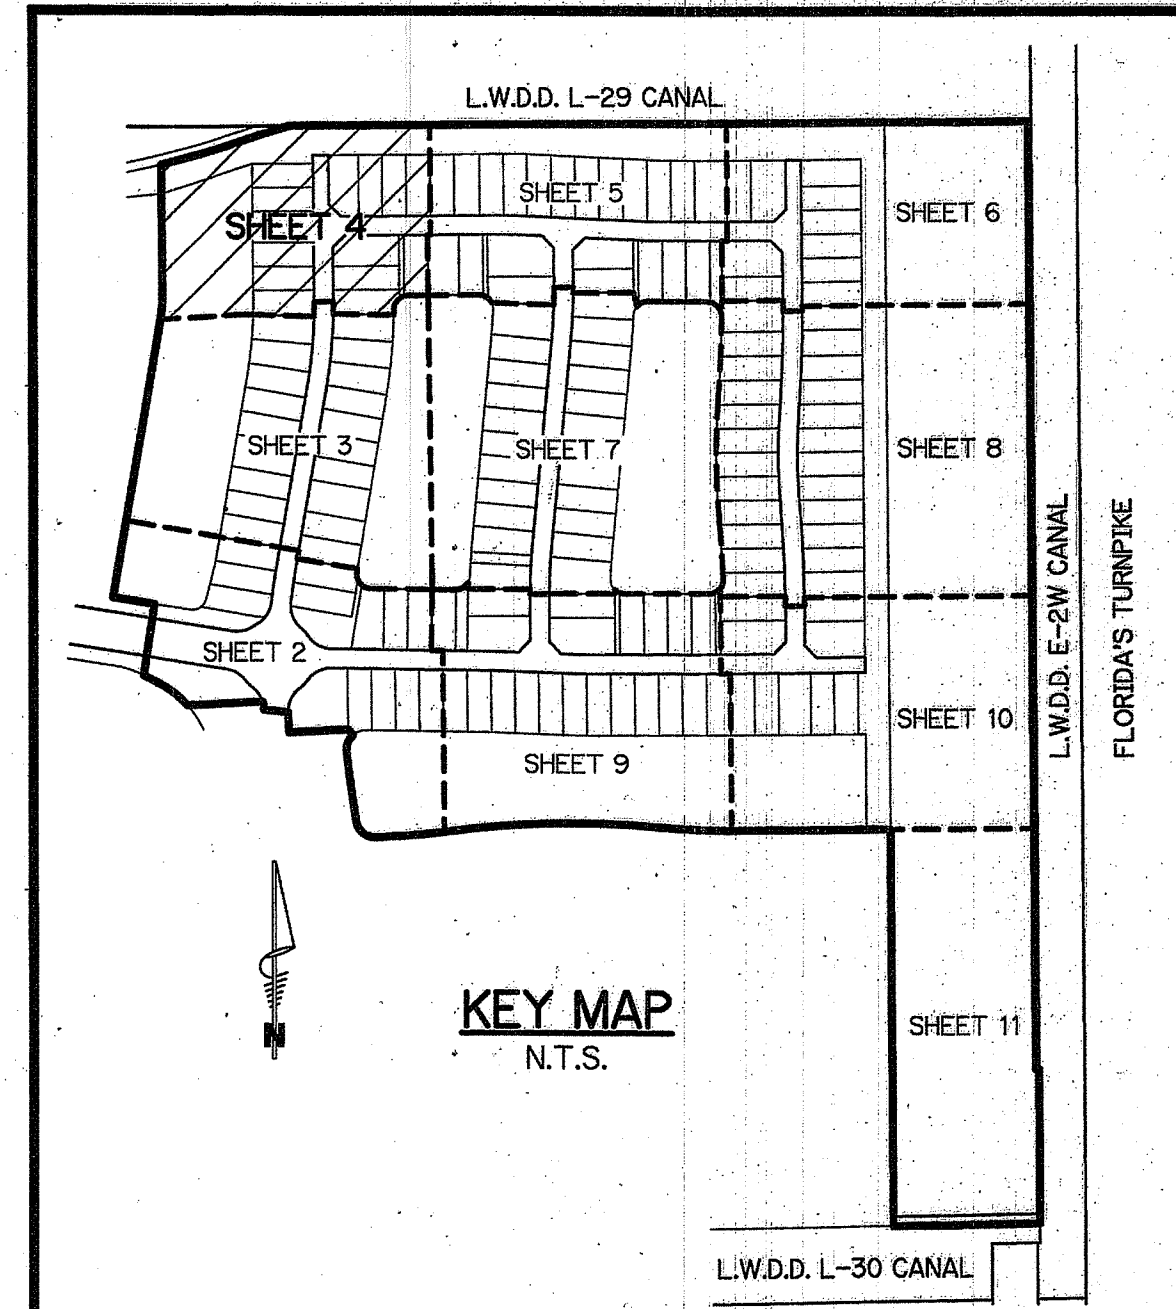 L.W.D.D. L-29 CANAL
SHEET 5
SHEET 6
SHEET 4
SHEET 3
SHEET 7
SHEET 8
L.W.D.D. E-2W CANAL
FLORIDA'S TURNPIKE
SHEET 2
SHEET 10
SHEET 9
N
KEY MAP
N.T.S.
SHEET 11
L.W.D.D. L-30 CANAL